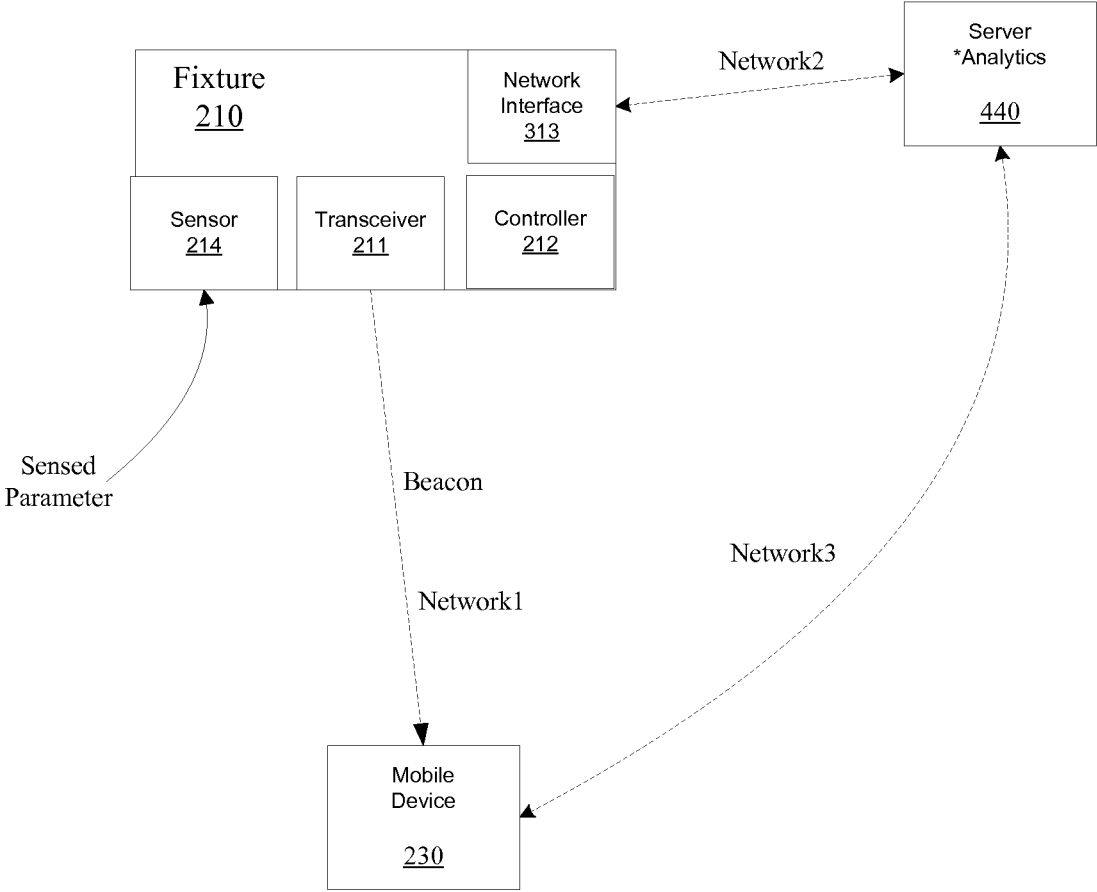 Fixture
210
Network
Interface
313
Network2
Server
*Analytics
440
Sensor
214
Transceiver
211
Controller
212
Sensed
Parameter
Beacon
Network3
Network1
Mobile
Device
230